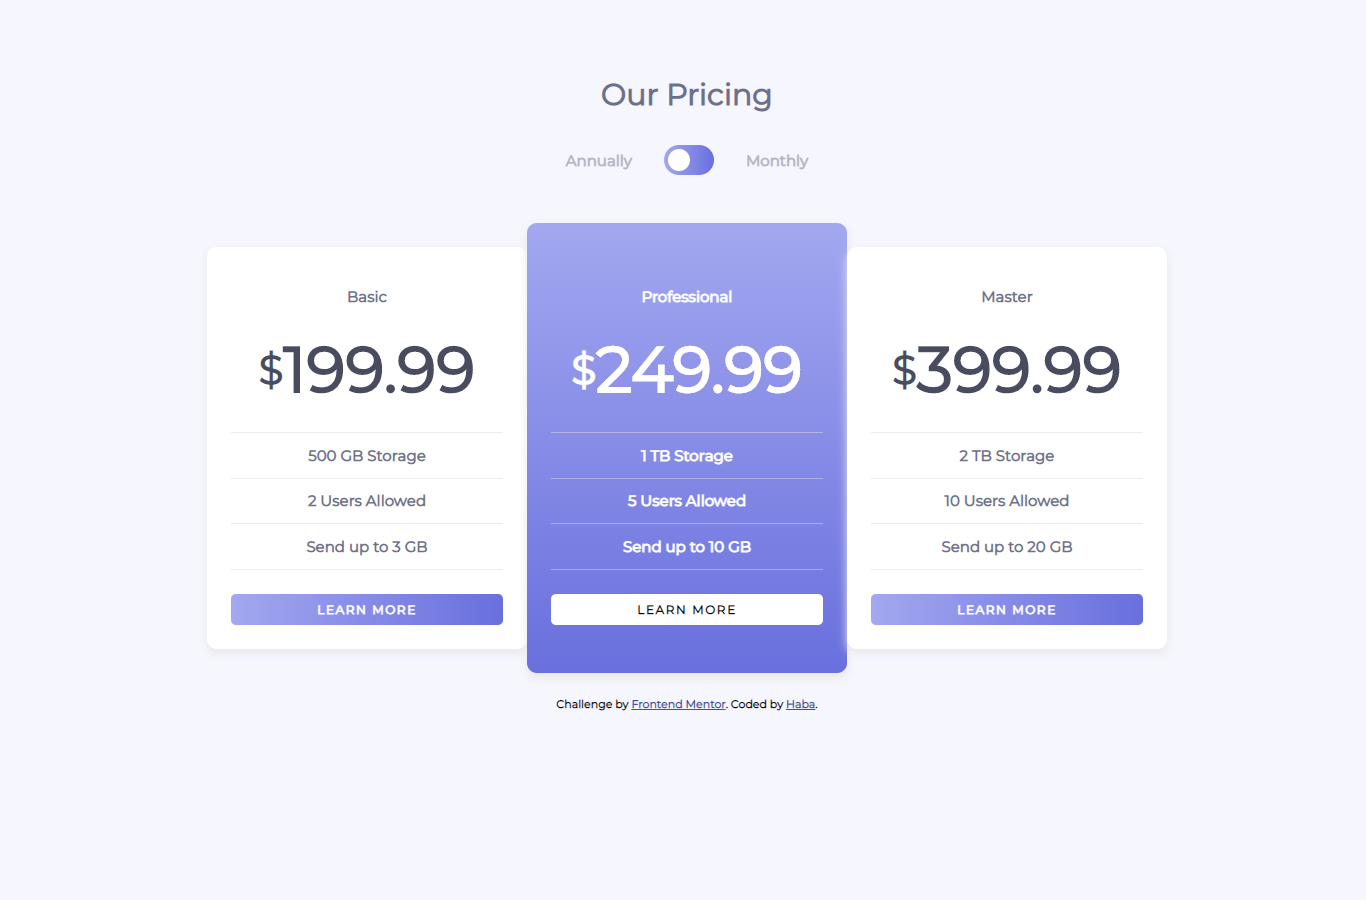 Our Pricing
Annually
Monthly
Basic
$199.99
500 GB Storage
2 Users Allowed
Send up to 3 GB
LEARN MORE
Professional
$249.99
1 TB Storage
5 Users Allowed
Send up to 10 GB
LEARN MORE
Master
$399.99
2 TB Storage
10 Users Allowed
Send up to 20 GB
LEARN MORE
Challenge by Frontend Mentor. Coded by Haba.